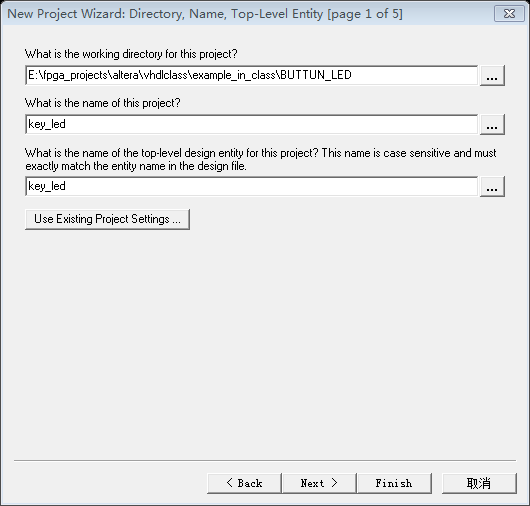 New Project Wizard: Directory, Name, Top-Level Entity [page 1 of 5]
What is the working directory for this project?
E:\fpga_projects\altera\vhdlclass\example_in_class\BUTTUN_LED
...
What is the name of this project?
key_led
...
What is the name of the top-level design entity for this project? This name is case sensitive and must
exactly match the entity name in the design file.
key_led
...
Use Existing Project Settings ...
< Back
Next >
Finish
取消